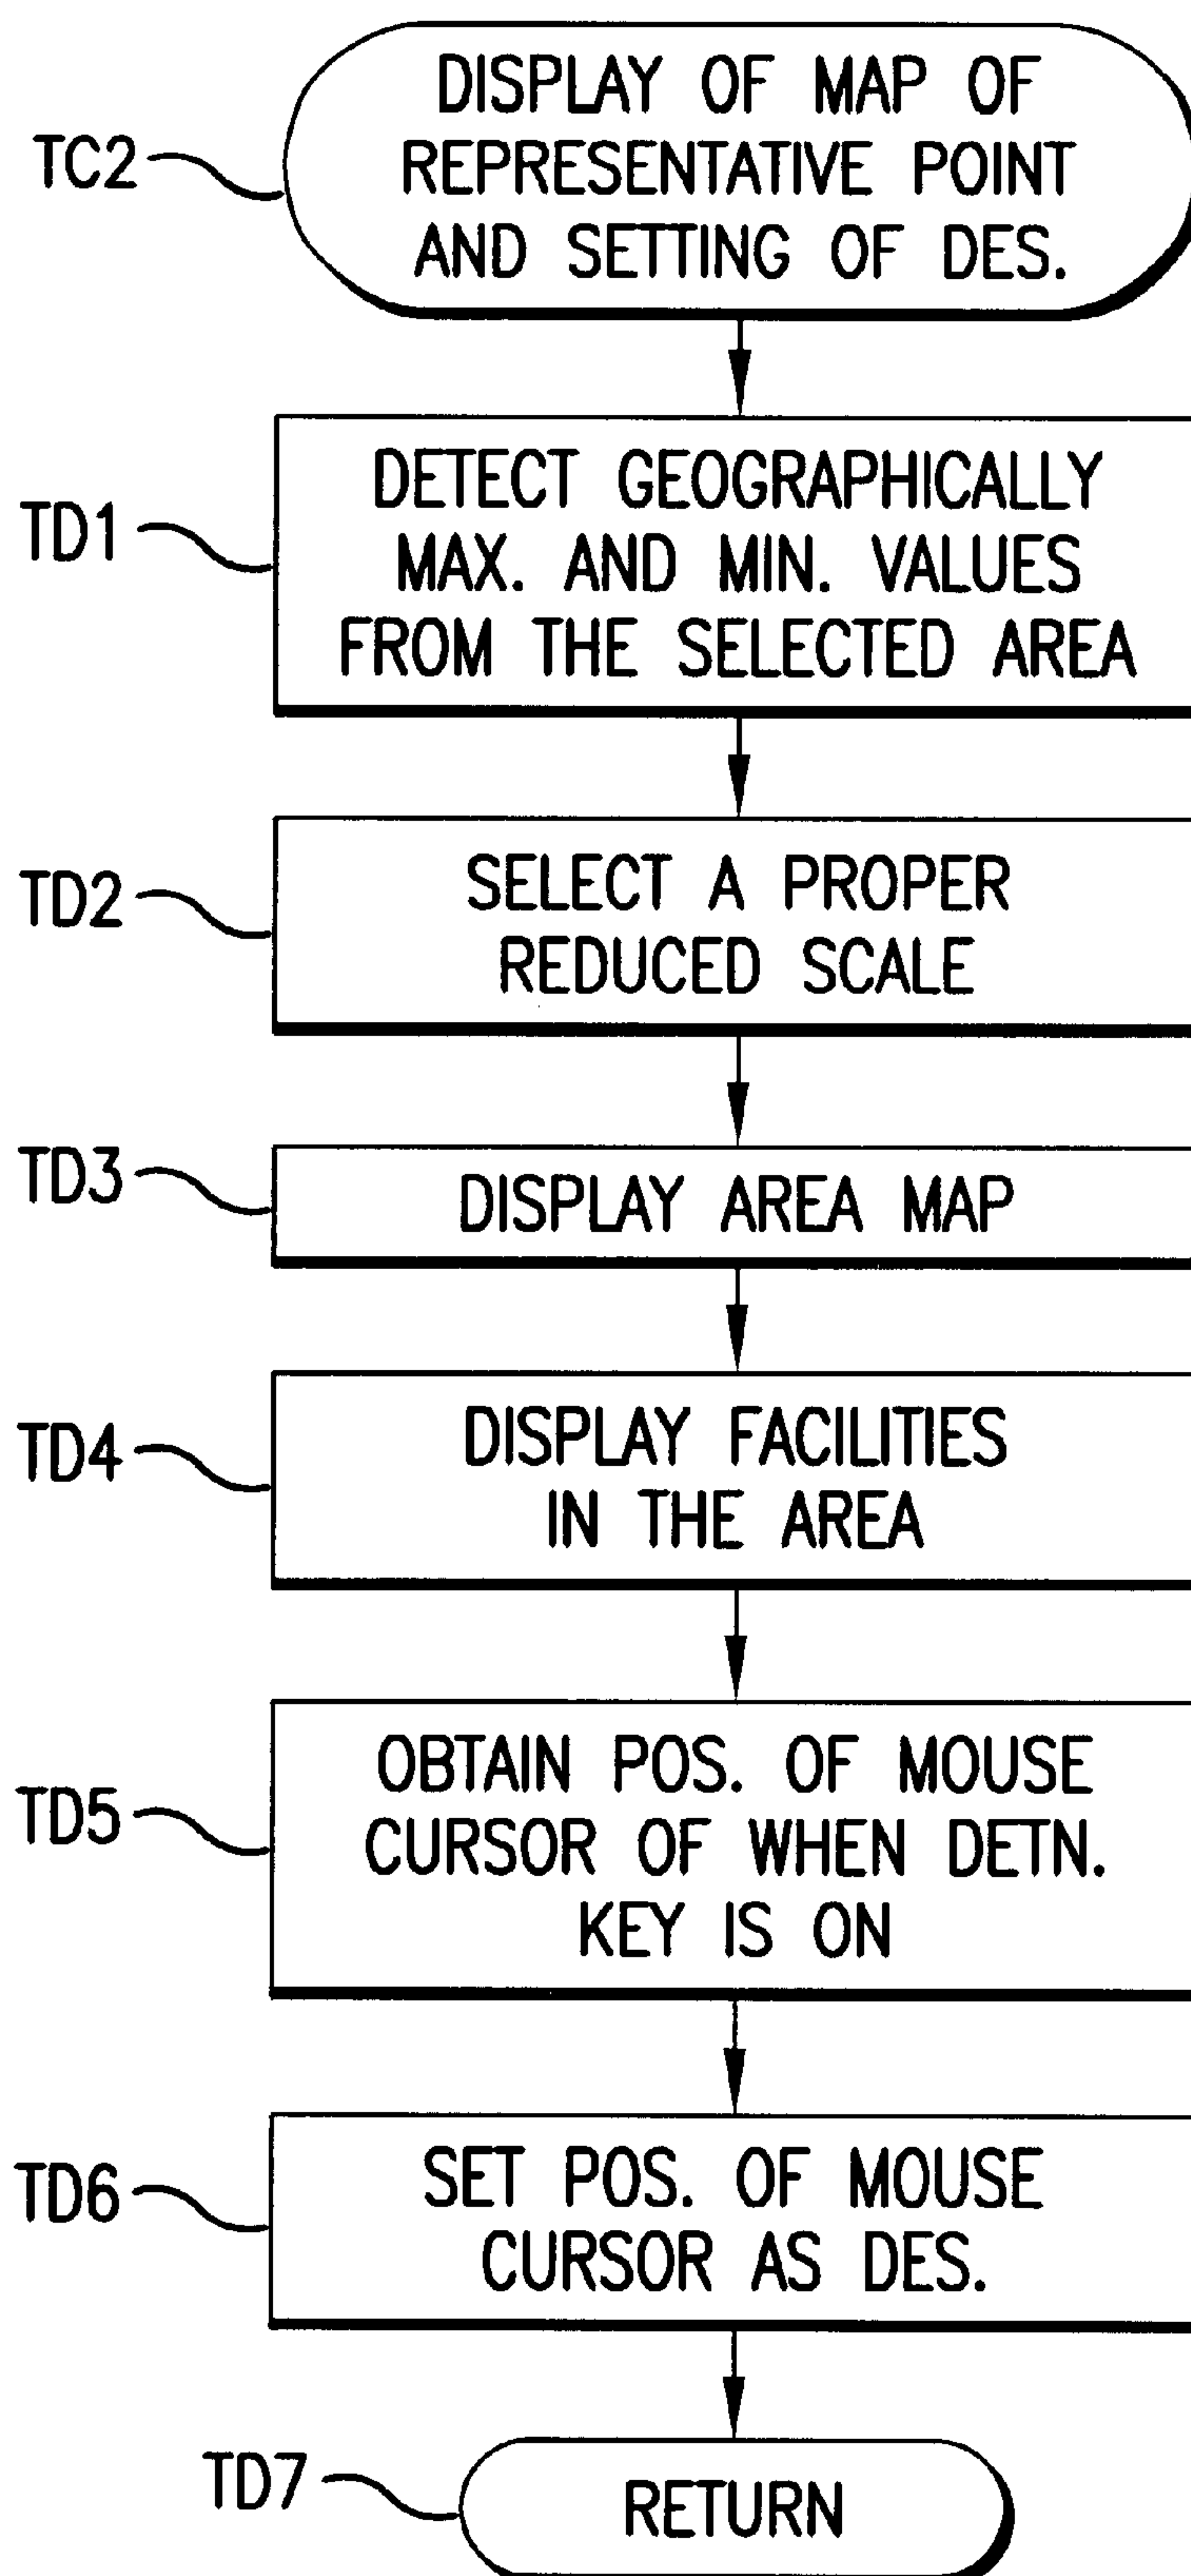 TC2
DISPLAY OF MAP OF
REPRESENTATIVE POINT
AND SETTING OF DES.
TD1
DETECT GEOGRAPHICALLY
MAX. AND MIN. VALUES
FROM THE SELECTED AREA
TD2
SELECT A PROPER
REDUCED SCALE
TD3
DISPLAY AREA MAP
TD4
DISPLAY FACILITIES
IN THE AREA
TD5
OBTAIN POS. OF MOUSE
CURSOR OF WHEN DETN.
KEY IS ON
TD6
SET POS. OF MOUSE
CURSOR AS DES.
TD7
RETURN